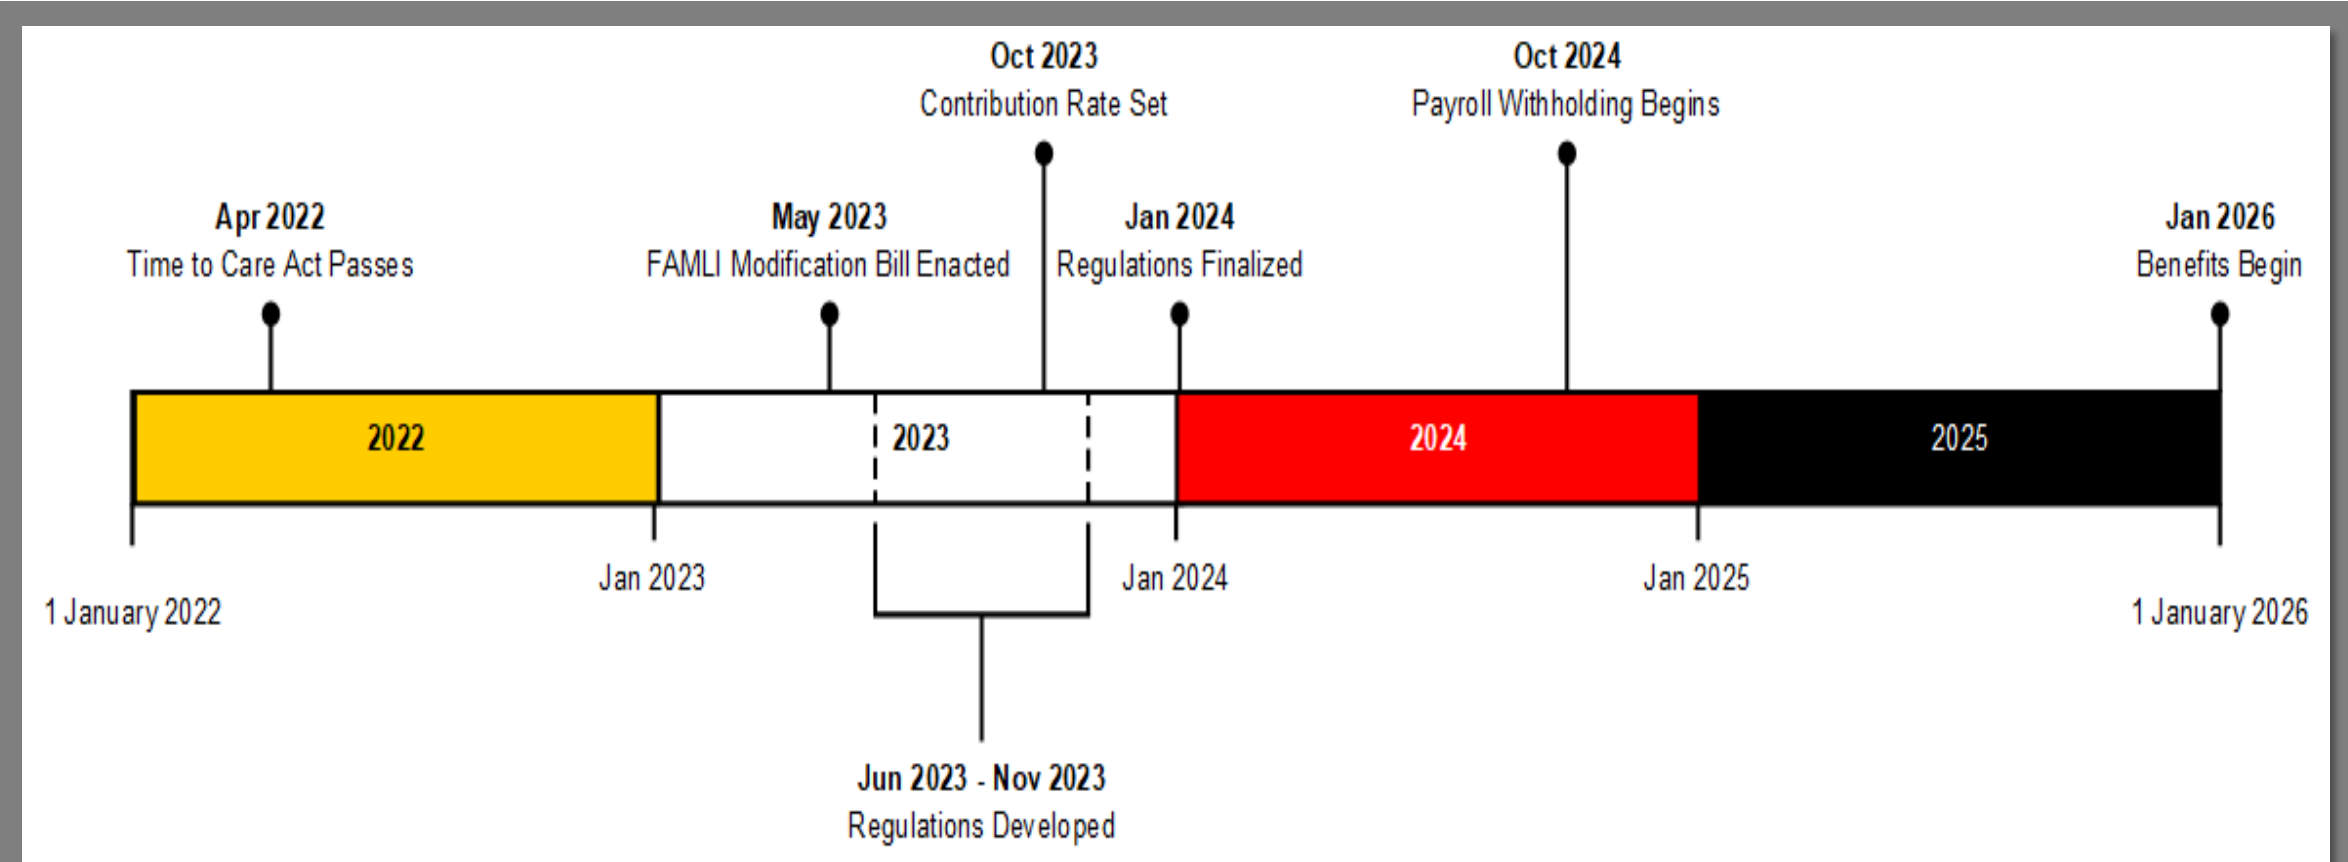 Oct 2023
Contribution Rate Set
Oct 2024
Payroll Withholding Begins
Apr 2022
Time to Care Act Passes
May 2023
FAMLI Modification Bill Enacted
Jan 2024
Regulations Finalized
Jan 2026
Benefits Begin
2022
2023
2024
2025
1 January 2022
Jan 2023
Jan 2024
Jan 2025
1 January 2026
Jun 2023 - Nov 2023
Regulations Developed